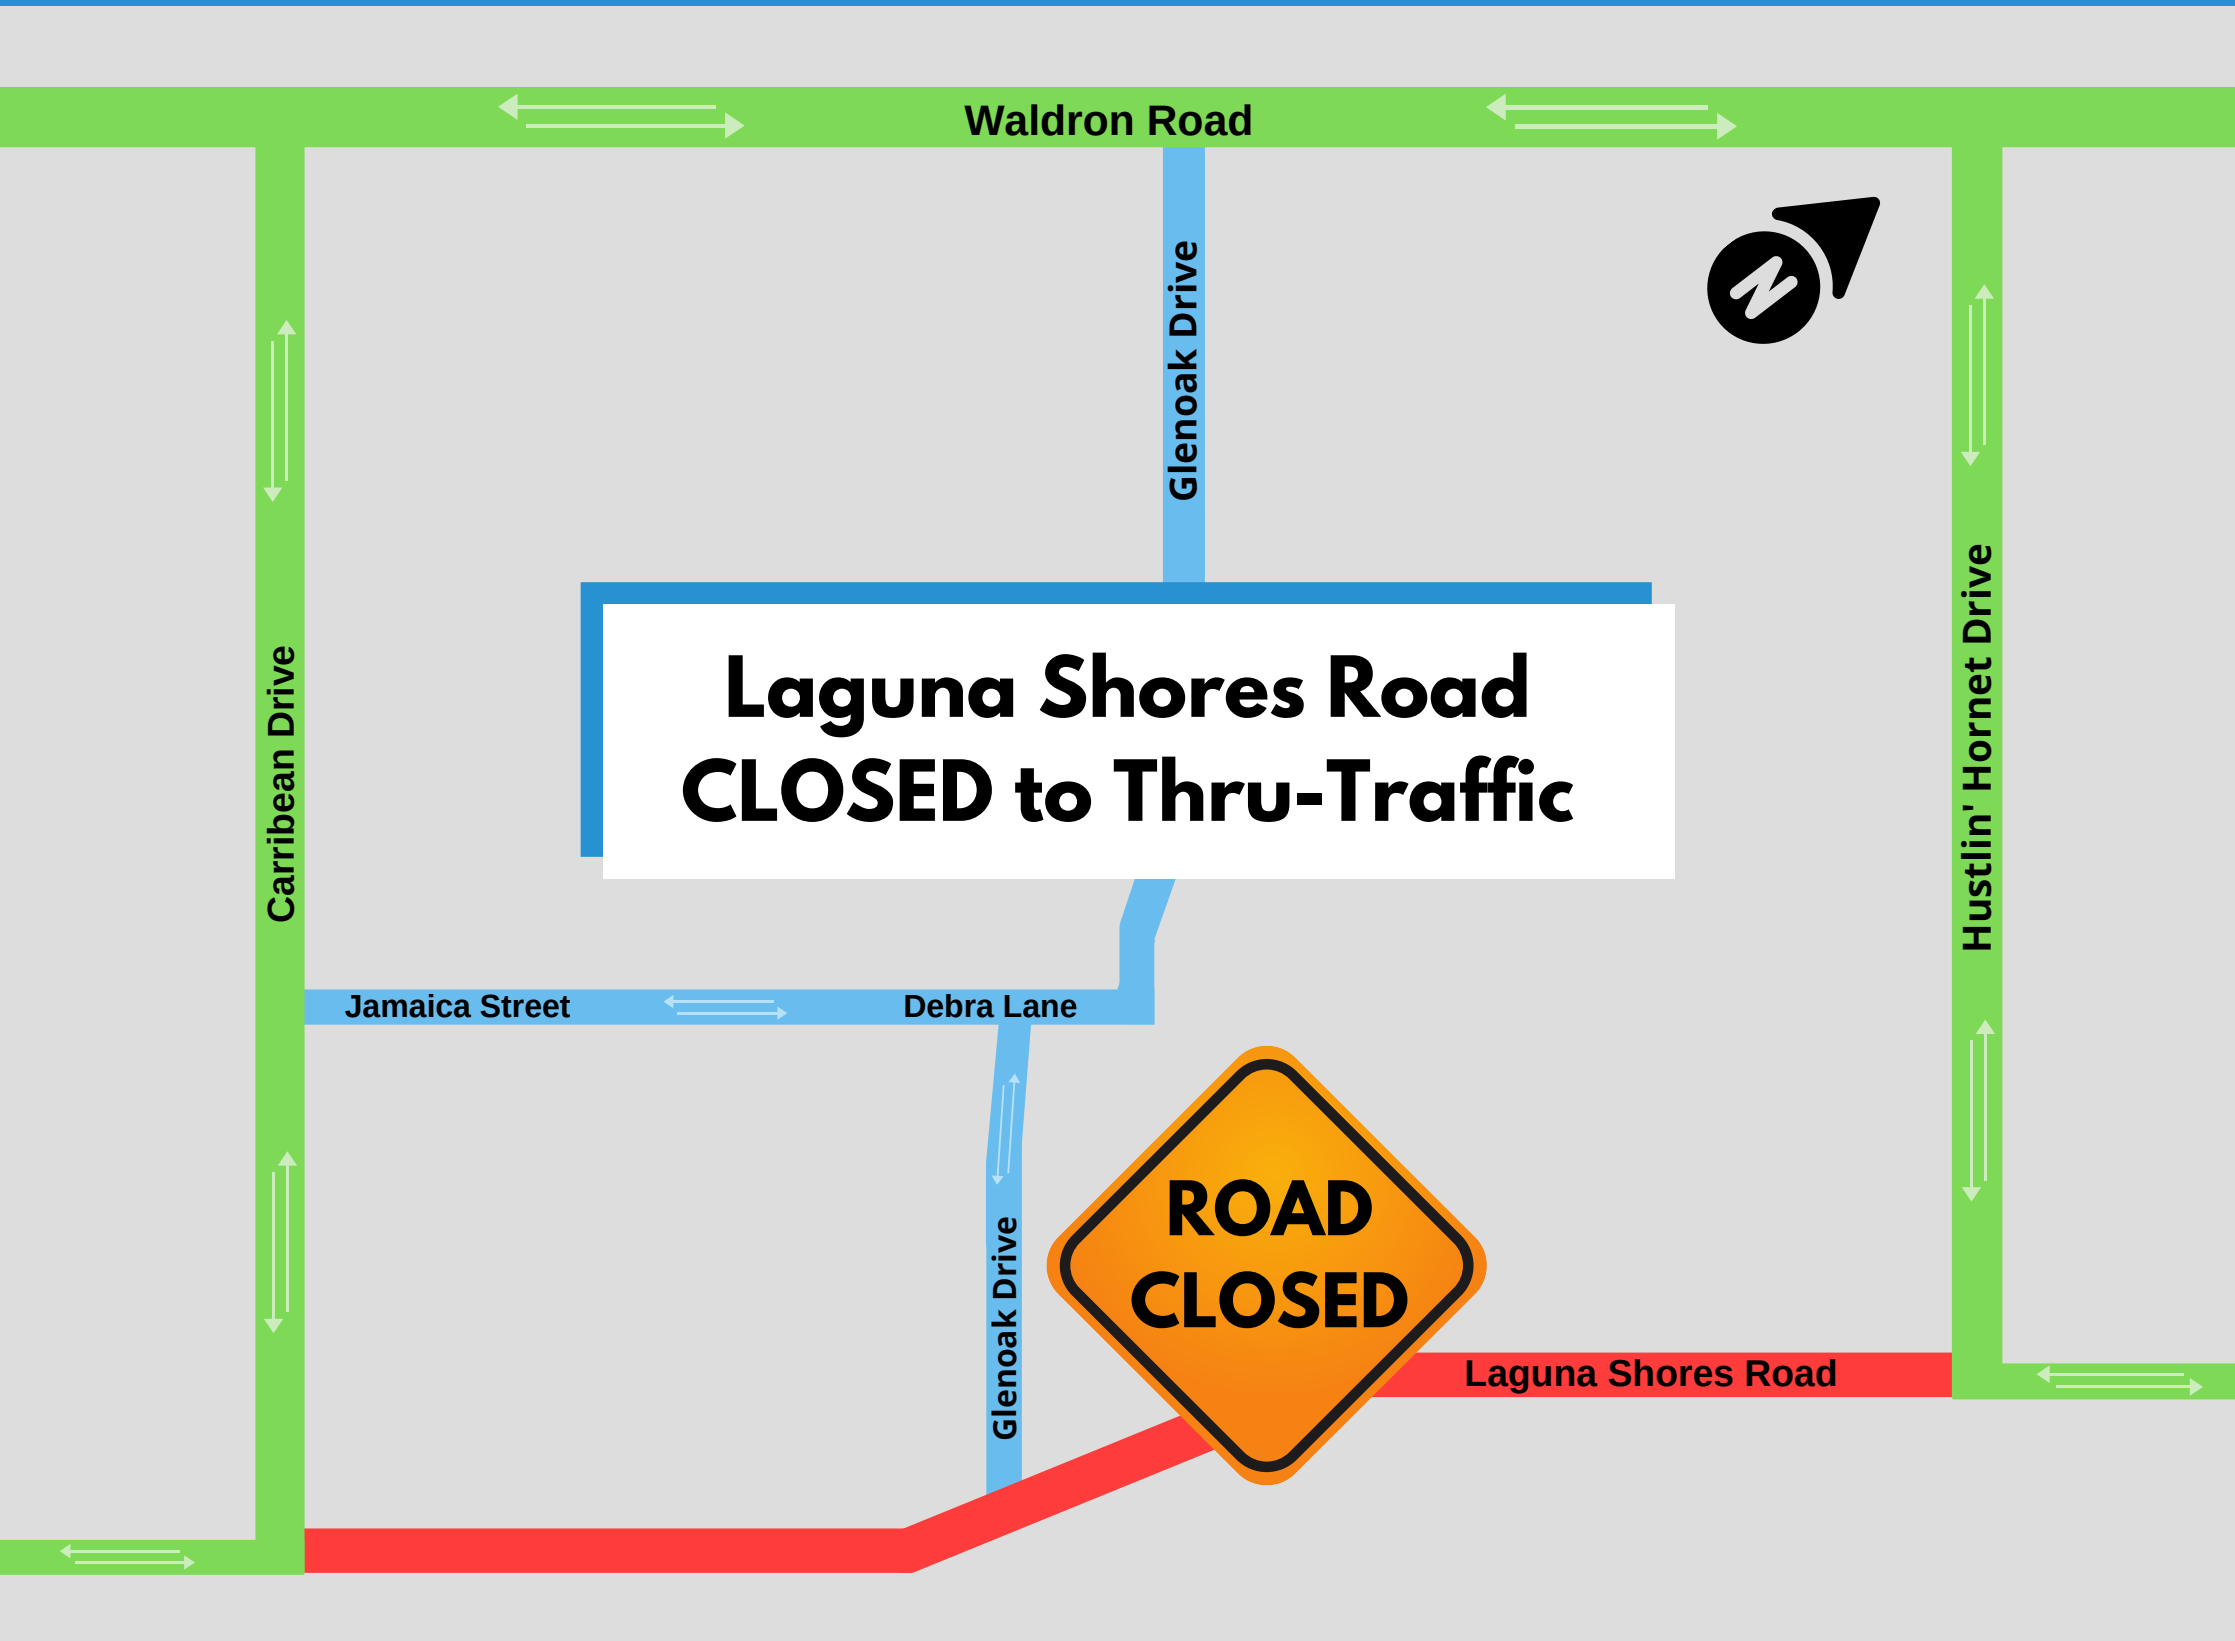 Waldron Road
Glenoak Drive
N
Carribean Drive
Hustlin' Hornet Drive
Laguna Shores Road
CLOSED to Thru-Traffic
Jamaica Street
Debra Lane
Glenoak Drive
ROAD
CLOSED
Laguna Shores Road